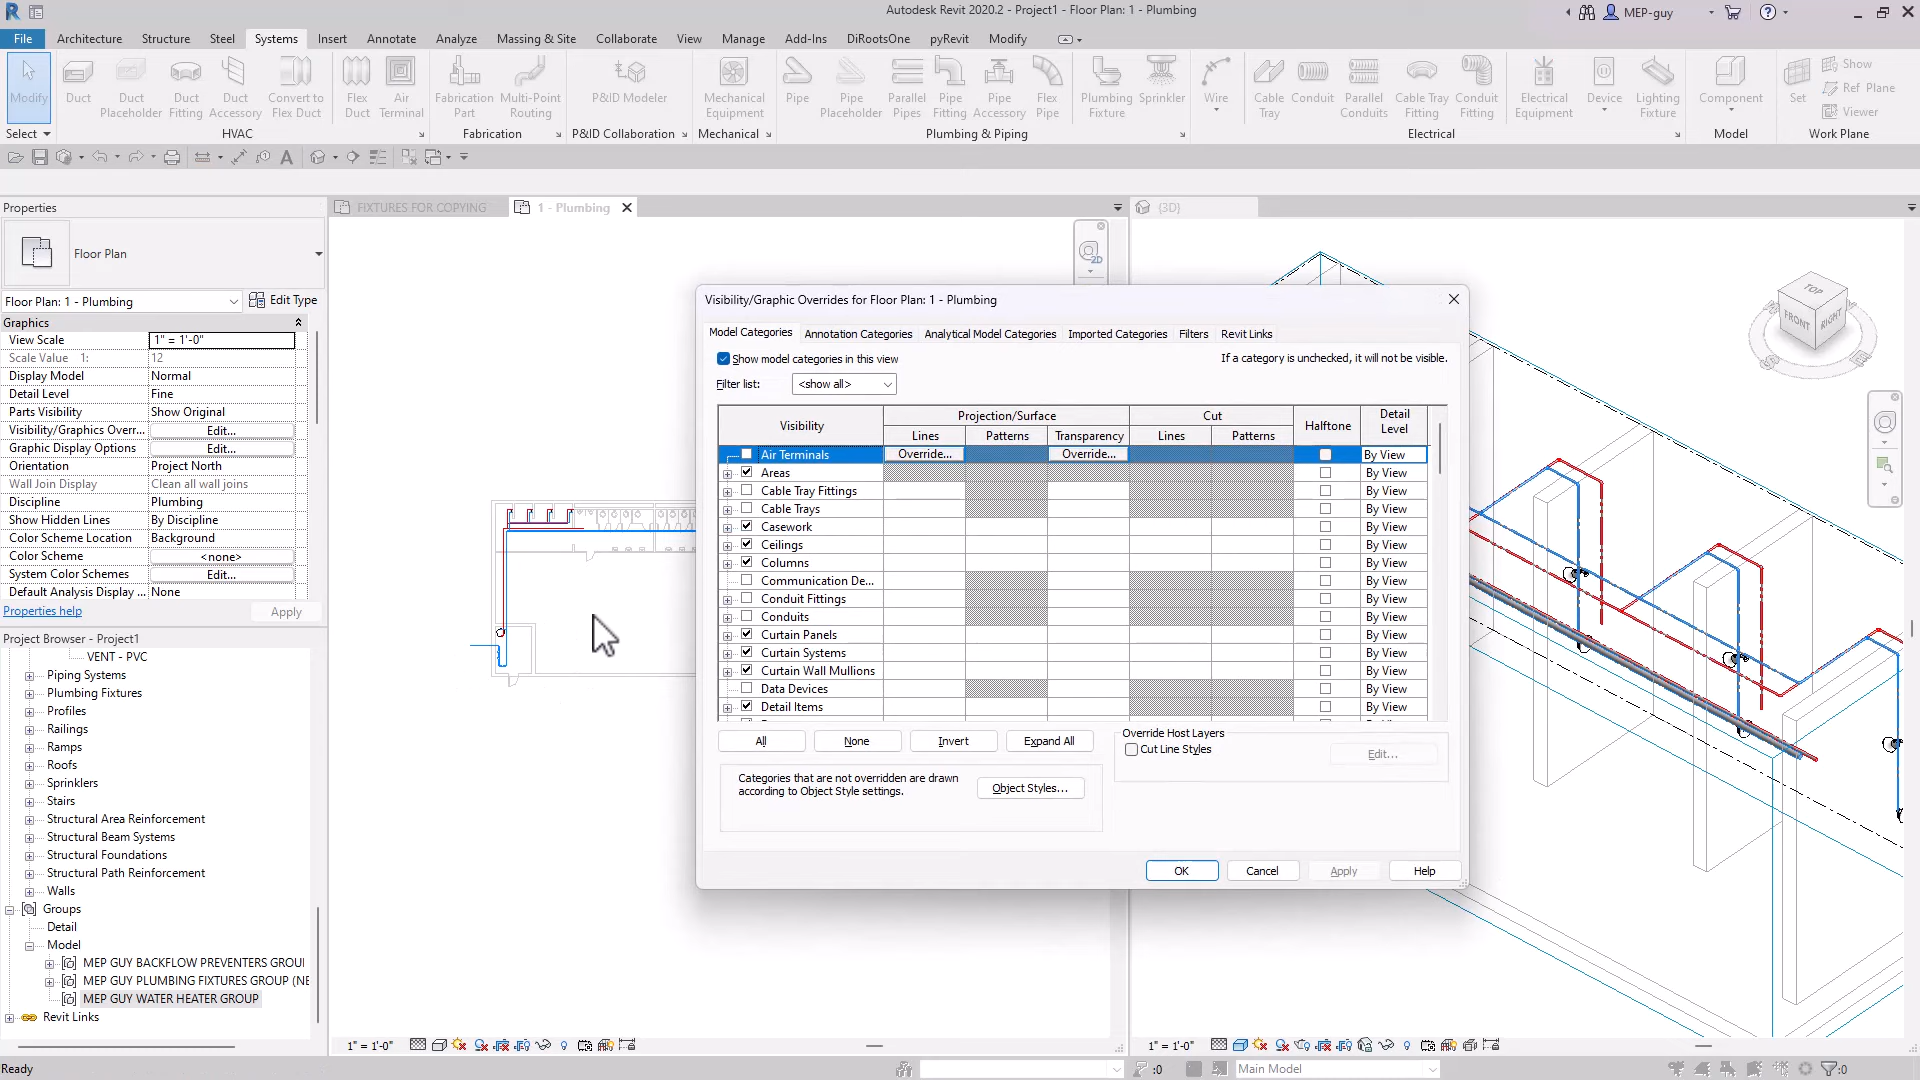 Autodesk Revit 2020.2 - Project1 - Floor Plan: 1 - Plumbing
MEP-guy
File Architecture Structure Steel Systems Insert Annotate Analyze Massing & Site Collaborate View Manage Add-Ins DiRootsOne pyRevit Modify
Modify
Duct
Duct Placeholder
Duct Fitting
Duct Accessory
Convert to Flex Duct
Flex Duct
Air Terminal
Fabrication Part
Multi-Point Routing
P&ID Modeler
Mechanical Equipment
Pipe
Pipe Placeholder
Parallel Pipes
Pipe Fitting
Pipe Accessory
Flex Pipe
Plumbing Fixture
Sprinkler
Wire
Cable Tray
Conduit
Parallel Conduits
Cable Tray Fitting
Conduit Fitting
Electrical Equipment
Device
Lighting Fixture
Component
Set
Show
Ref Plane
Viewer
Select HVAC Fabrication P&ID Collaboration Mechanical Plumbing & Piping Electrical Model Work Plane
Properties
Floor Plan
Floor Plan: 1 - Plumbing Edit Type
Graphics
View Scale 1" = 1'-0"
Scale Value 1: 12
Display Model Normal
Detail Level Fine
Parts Visibility Show Original
Visibility/Graphics Overr... Edit...
Graphic Display Options Edit...
Orientation Project North
Wall Join Display Clean all wall joins
Discipline Plumbing
Show Hidden Lines By Discipline
Color Scheme Location Background
Color Scheme <none>
System Color Schemes Edit...
Default Analysis Display ... None
Properties help Apply
Project Browser - Project1
VENT - PVC
Piping Systems
Plumbing Fixtures
Profiles
Railings
Ramps
Roofs
Sprinklers
Stairs
Structural Area Reinforcement
Structural Beam Systems
Structural Foundations
Structural Path Reinforcement
Walls
Groups
Detail
Model
MEP GUY BACKFLOW PREVENTERS GROU
MEP GUY PLUMBING FIXTURES GROUP (NE
MEP GUY WATER HEATER GROUP
Revit Links
FIXTURES FOR COPYING
1 - Plumbing
{3D}
2D
TOP
FRONT
RIGHT
Visibility/Graphic Overrides for Floor Plan: 1 - Plumbing
Model Categories Annotation Categories Analytical Model Categories Imported Categories Filters Revit Links
Show model categories in this view
If a category is unchecked, it will not be visible.
Filter list: <show all>
Visibility Projection/Surface Cut Halftone Detail Level
Lines Patterns Transparency Lines Patterns
Air Terminals Override... Override... By View
Areas By View
Cable Tray Fittings By View
Cable Trays By View
Casework By View
Ceilings By View
Columns By View
Communication De... By View
Conduit Fittings By View
Conduits By View
Curtain Panels By View
Curtain Systems By View
Curtain Wall Mullions By View
Data Devices By View
Detail Items By View
All None Invert Expand All
Override Host Layers
Cut Line Styles Edit...
Categories that are not overridden are drawn
according to Object Style settings.
Object Styles...
OK Cancel Apply Help
1" = 1'-0"
1" = 1'-0"
Ready
:0
Main Model
:0